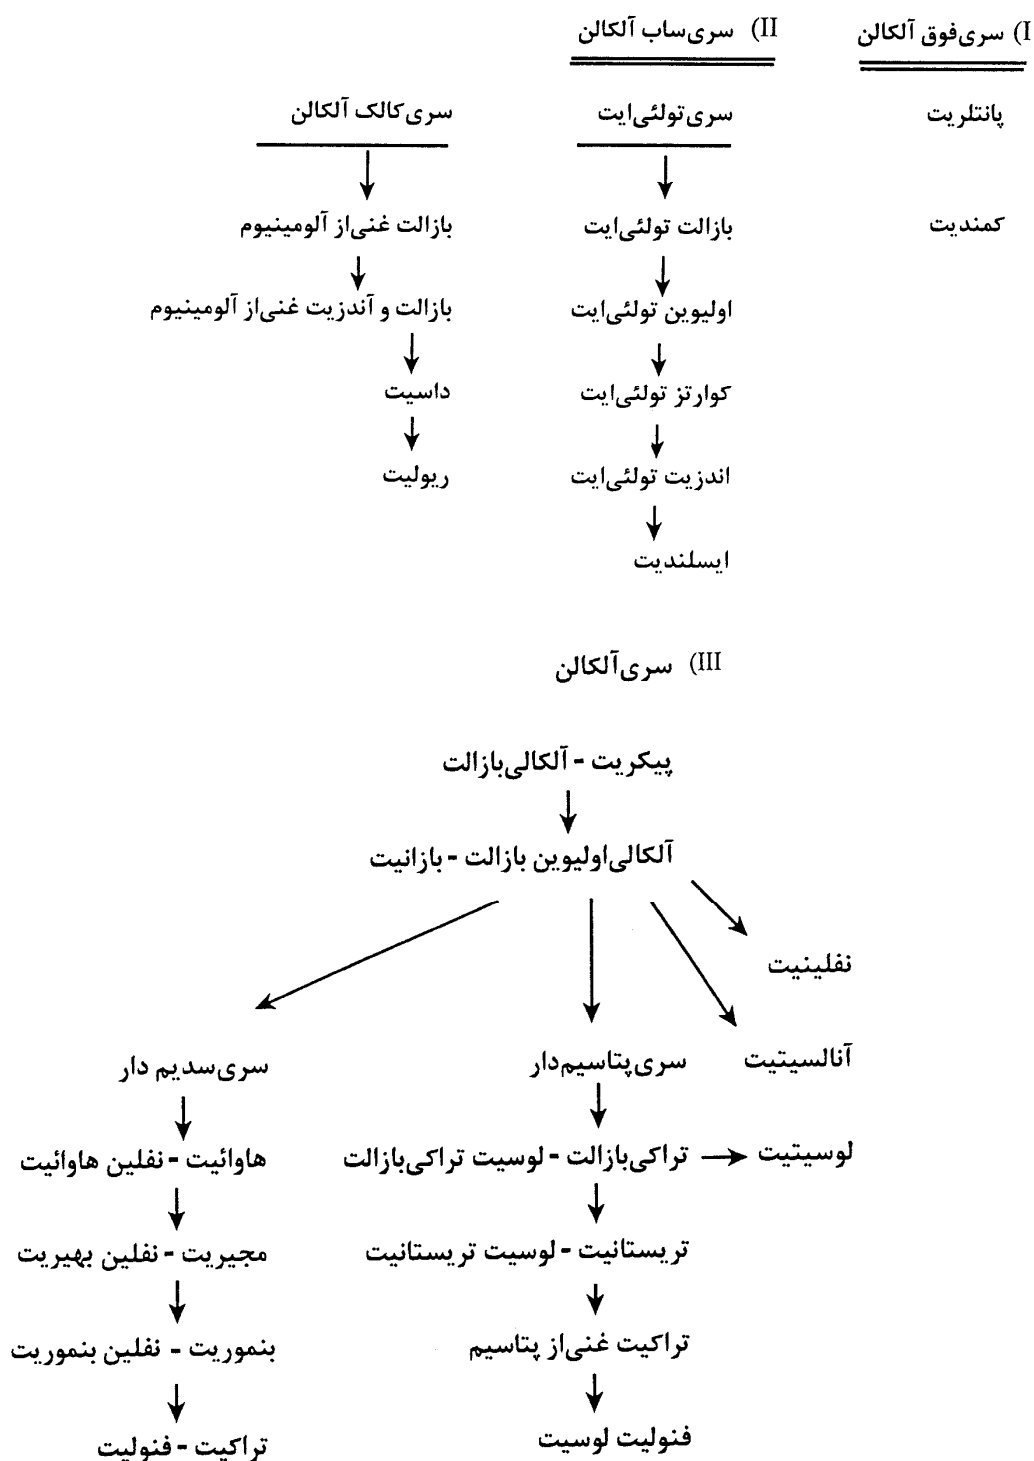 I) سری‌فوق آلکالن
II) سری‌ساب آلکالن
پانتلریت
سری‌تولئی‌ایت
سری‌کالک آلکالن
کمندیت
بازالت تولئی‌ایت
بازالت غنی‌از آلومینیوم
اولیوین تولئی‌ایت
بازالت و آندزیت غنی‌از آلومینیوم
کوارتز تولئی‌ایت
داسیت
اندزیت تولئی‌ایت
ریولیت
ایسلندیت
III) سری‌آلکالن
پیکریت - آلکالی‌بازالت
آلکالی‌اولیوین بازالت - بازانیت
نفلینیت
آنالسیتیت
سری‌پتاسیم‌دار
سری‌سدیم دار
لوسیتیت
تراکی‌بازالت - لوسیت تراکی‌بازالت
هاوائیت - نفلین هاوائیت
تریستانیت - لوسیت تریستانیت
مجیریت - نفلین بهیریت
تراکیت غنی‌از پتاسیم
بنموریت - نفلین بنموریت
فنولیت لوسیت
تراکیت - فنولیت